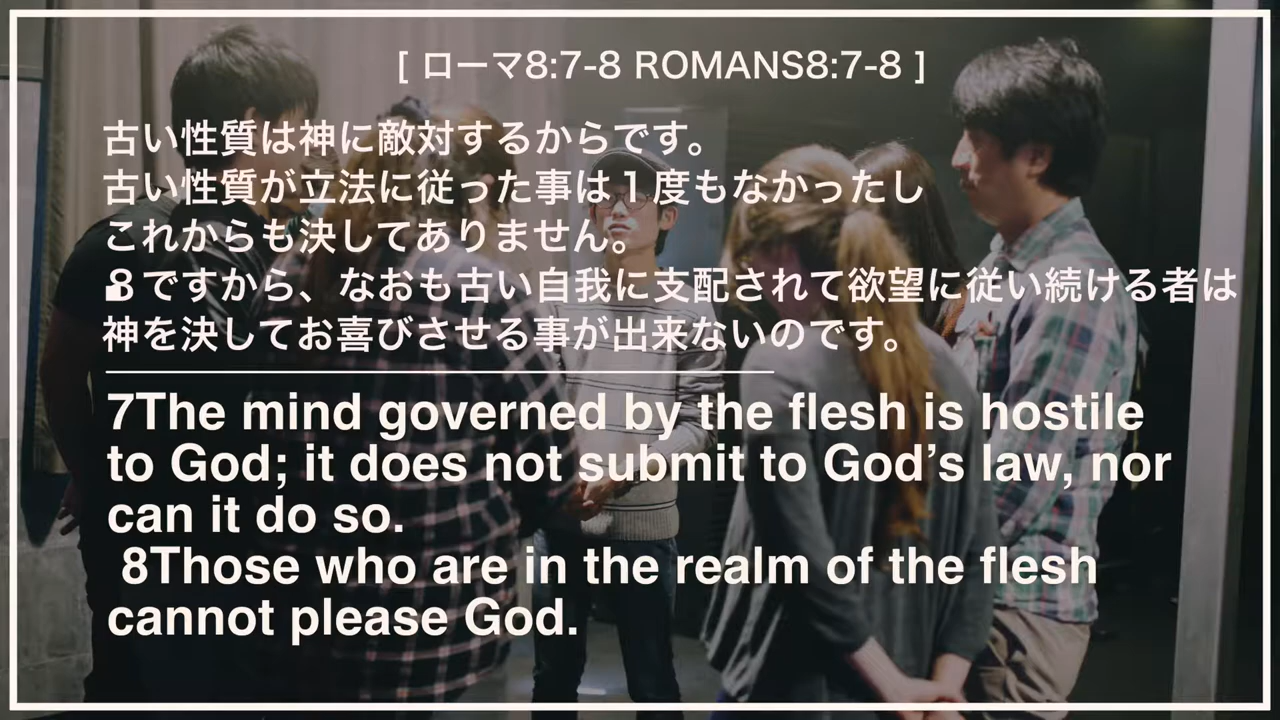 [ ローマ8:7-8 ROMANS8:7-8 ]
古い性質は神に敵対するからです。
古い性質が立法に従った事は１度もなかったし
これからも決してありません。
8ですから、なおも古い自我に支配されて欲望に従い続ける者は
神を決してお喜びさせる事が出来ないのです。
7The mind governed by the flesh is hostile
to God; it does not submit to God’s law, nor
can it do so.
8Those who are in the realm of the flesh
cannot please God.